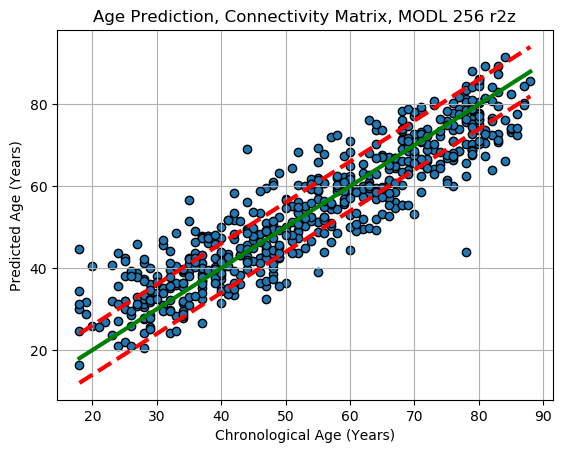 Age Prediction, Connectivity Matrix, MODL 256 r2z
Predicted Age (Years)
80
60
40
20
20 30 40 50 60 70 80 90
Chronological Age (Years)